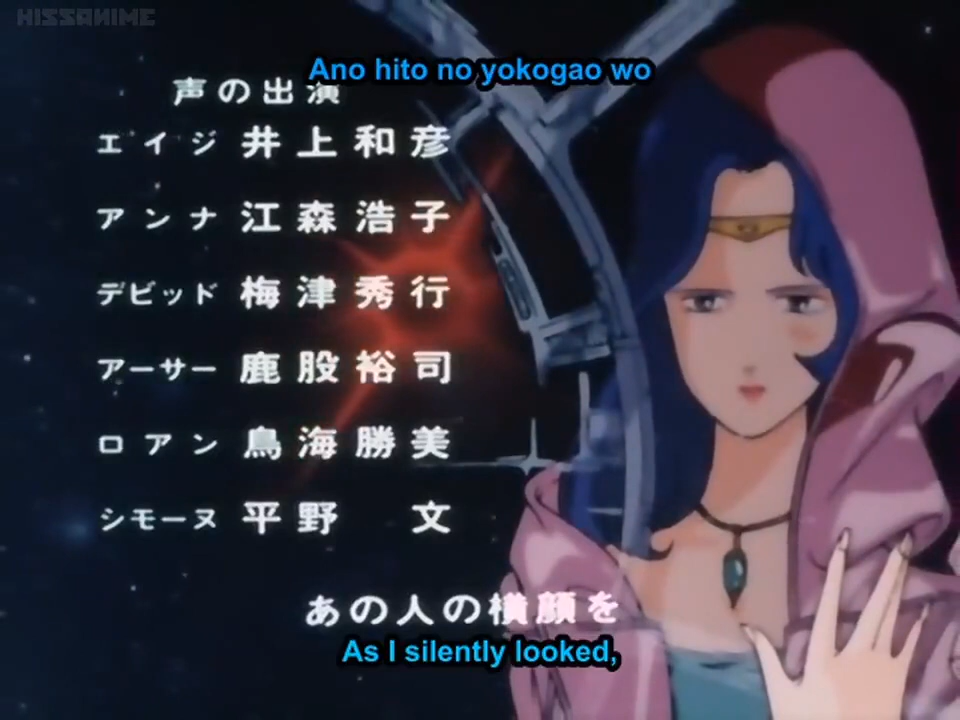 HISSANIME
Ano hito no yokogao wo
声の出演
エイジ 井上和彦
アンナ 江森浩子
デビッド 梅津秀行
アーサー 鹿股裕司
ロアン 鳥海勝美
シモーヌ 平野 文
あの人の横顔を
As I silently looked,